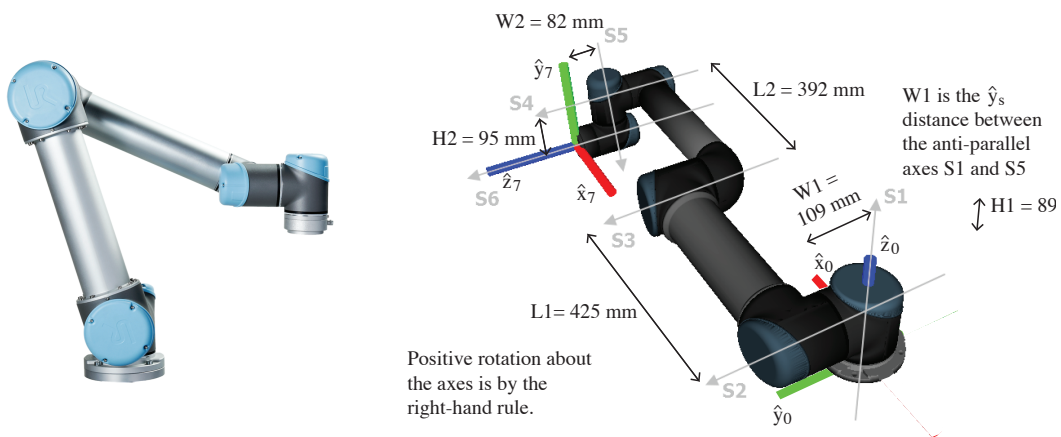 W2 = 82 mm
S5
ŷ7
S4
L2 = 392 mm
H2 = 95 mm
W1 is the ŷs
distance between
the anti-parallel
axes S1 and S5
ẑ7
S6
x̂7
S3
W1 =
109 mm
S1
H1 = 89
ẑ0
x̂0
L1= 425 mm
Positive rotation about
the axes is by the
right-hand rule.
S2
ŷ0